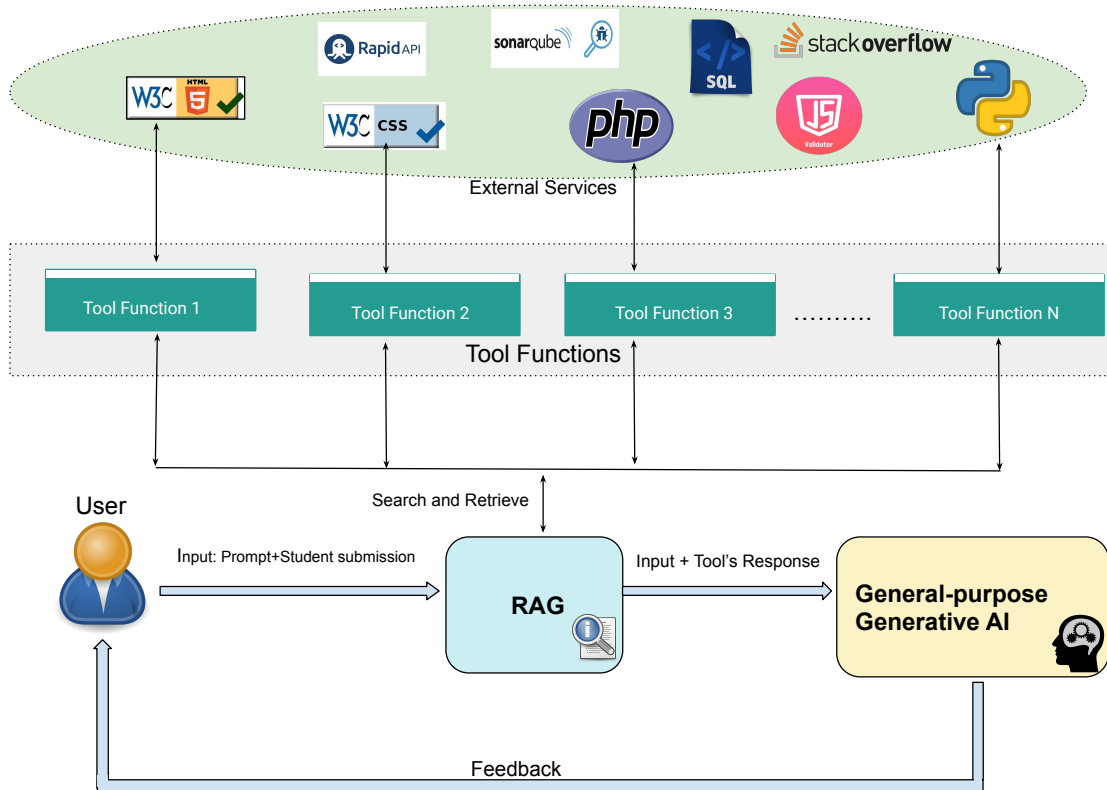 RapidAPI
sonarqube
</>
SQL
stackoverflow
W3C HTML 5
W3C CSS
php
JS
Validator
External Services
Tool Function 1
Tool Function 2
Tool Function 3
..........
Tool Function N
Tool Functions
Search and Retrieve
User
Input: Prompt+Student submission
Input + Tool's Response
RAG
i
General-purpose
Generative AI
Feedback